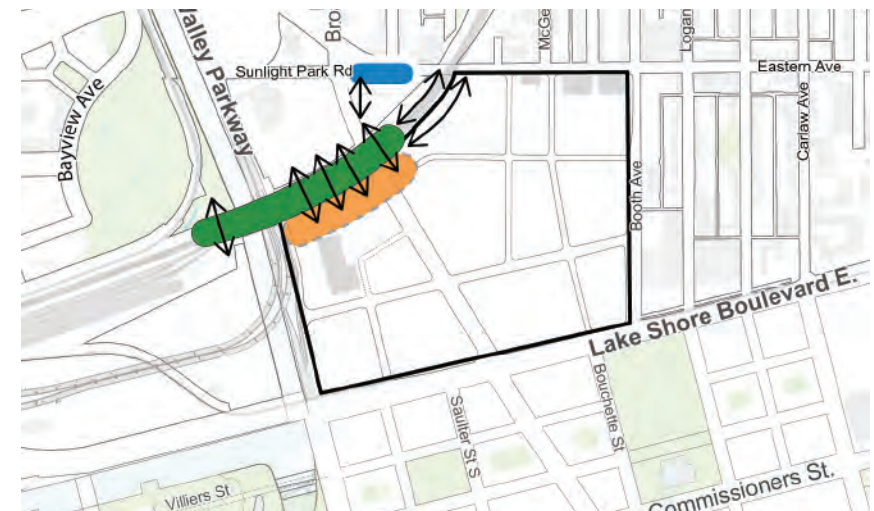 Valley Parkway
Bro
McGe
Logan
Sunlight Park Rd
Eastern Ave
Bayview Ave
Carlaw Ave
Booth Ave
Lake Shore Boulevard E.
Bouchette St
Saulter St S
Villiers St
Commissioners St.